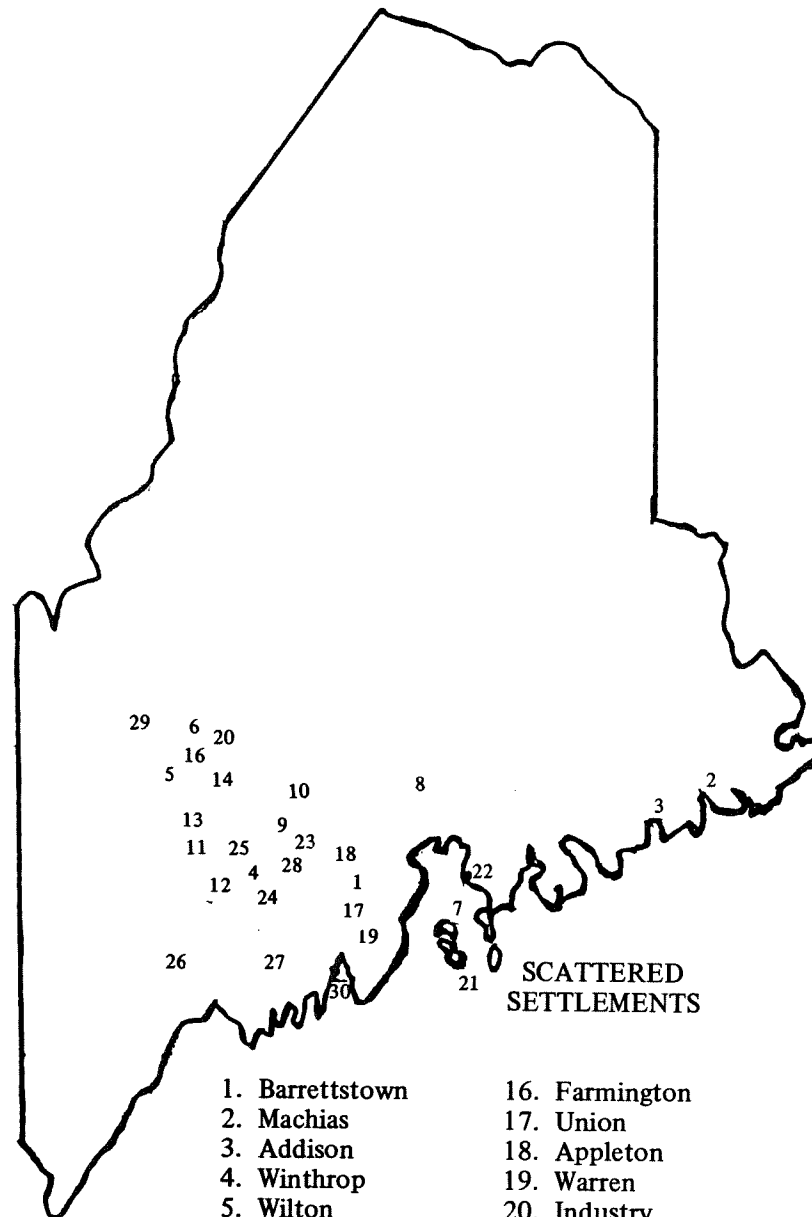 29
6
20
16
5
14
10
8
2
3
13
9
11
25
23
18
28
4
22
12
1
24
17
7
19
26
27
21
30
SCATTERED
SETTLEMENTS
1. Barrettstown
2. Machias
3. Addison
4. Winthrop
5. Wilton
16. Farmington
17. Union
18. Appleton
19. Warren
20. Industry